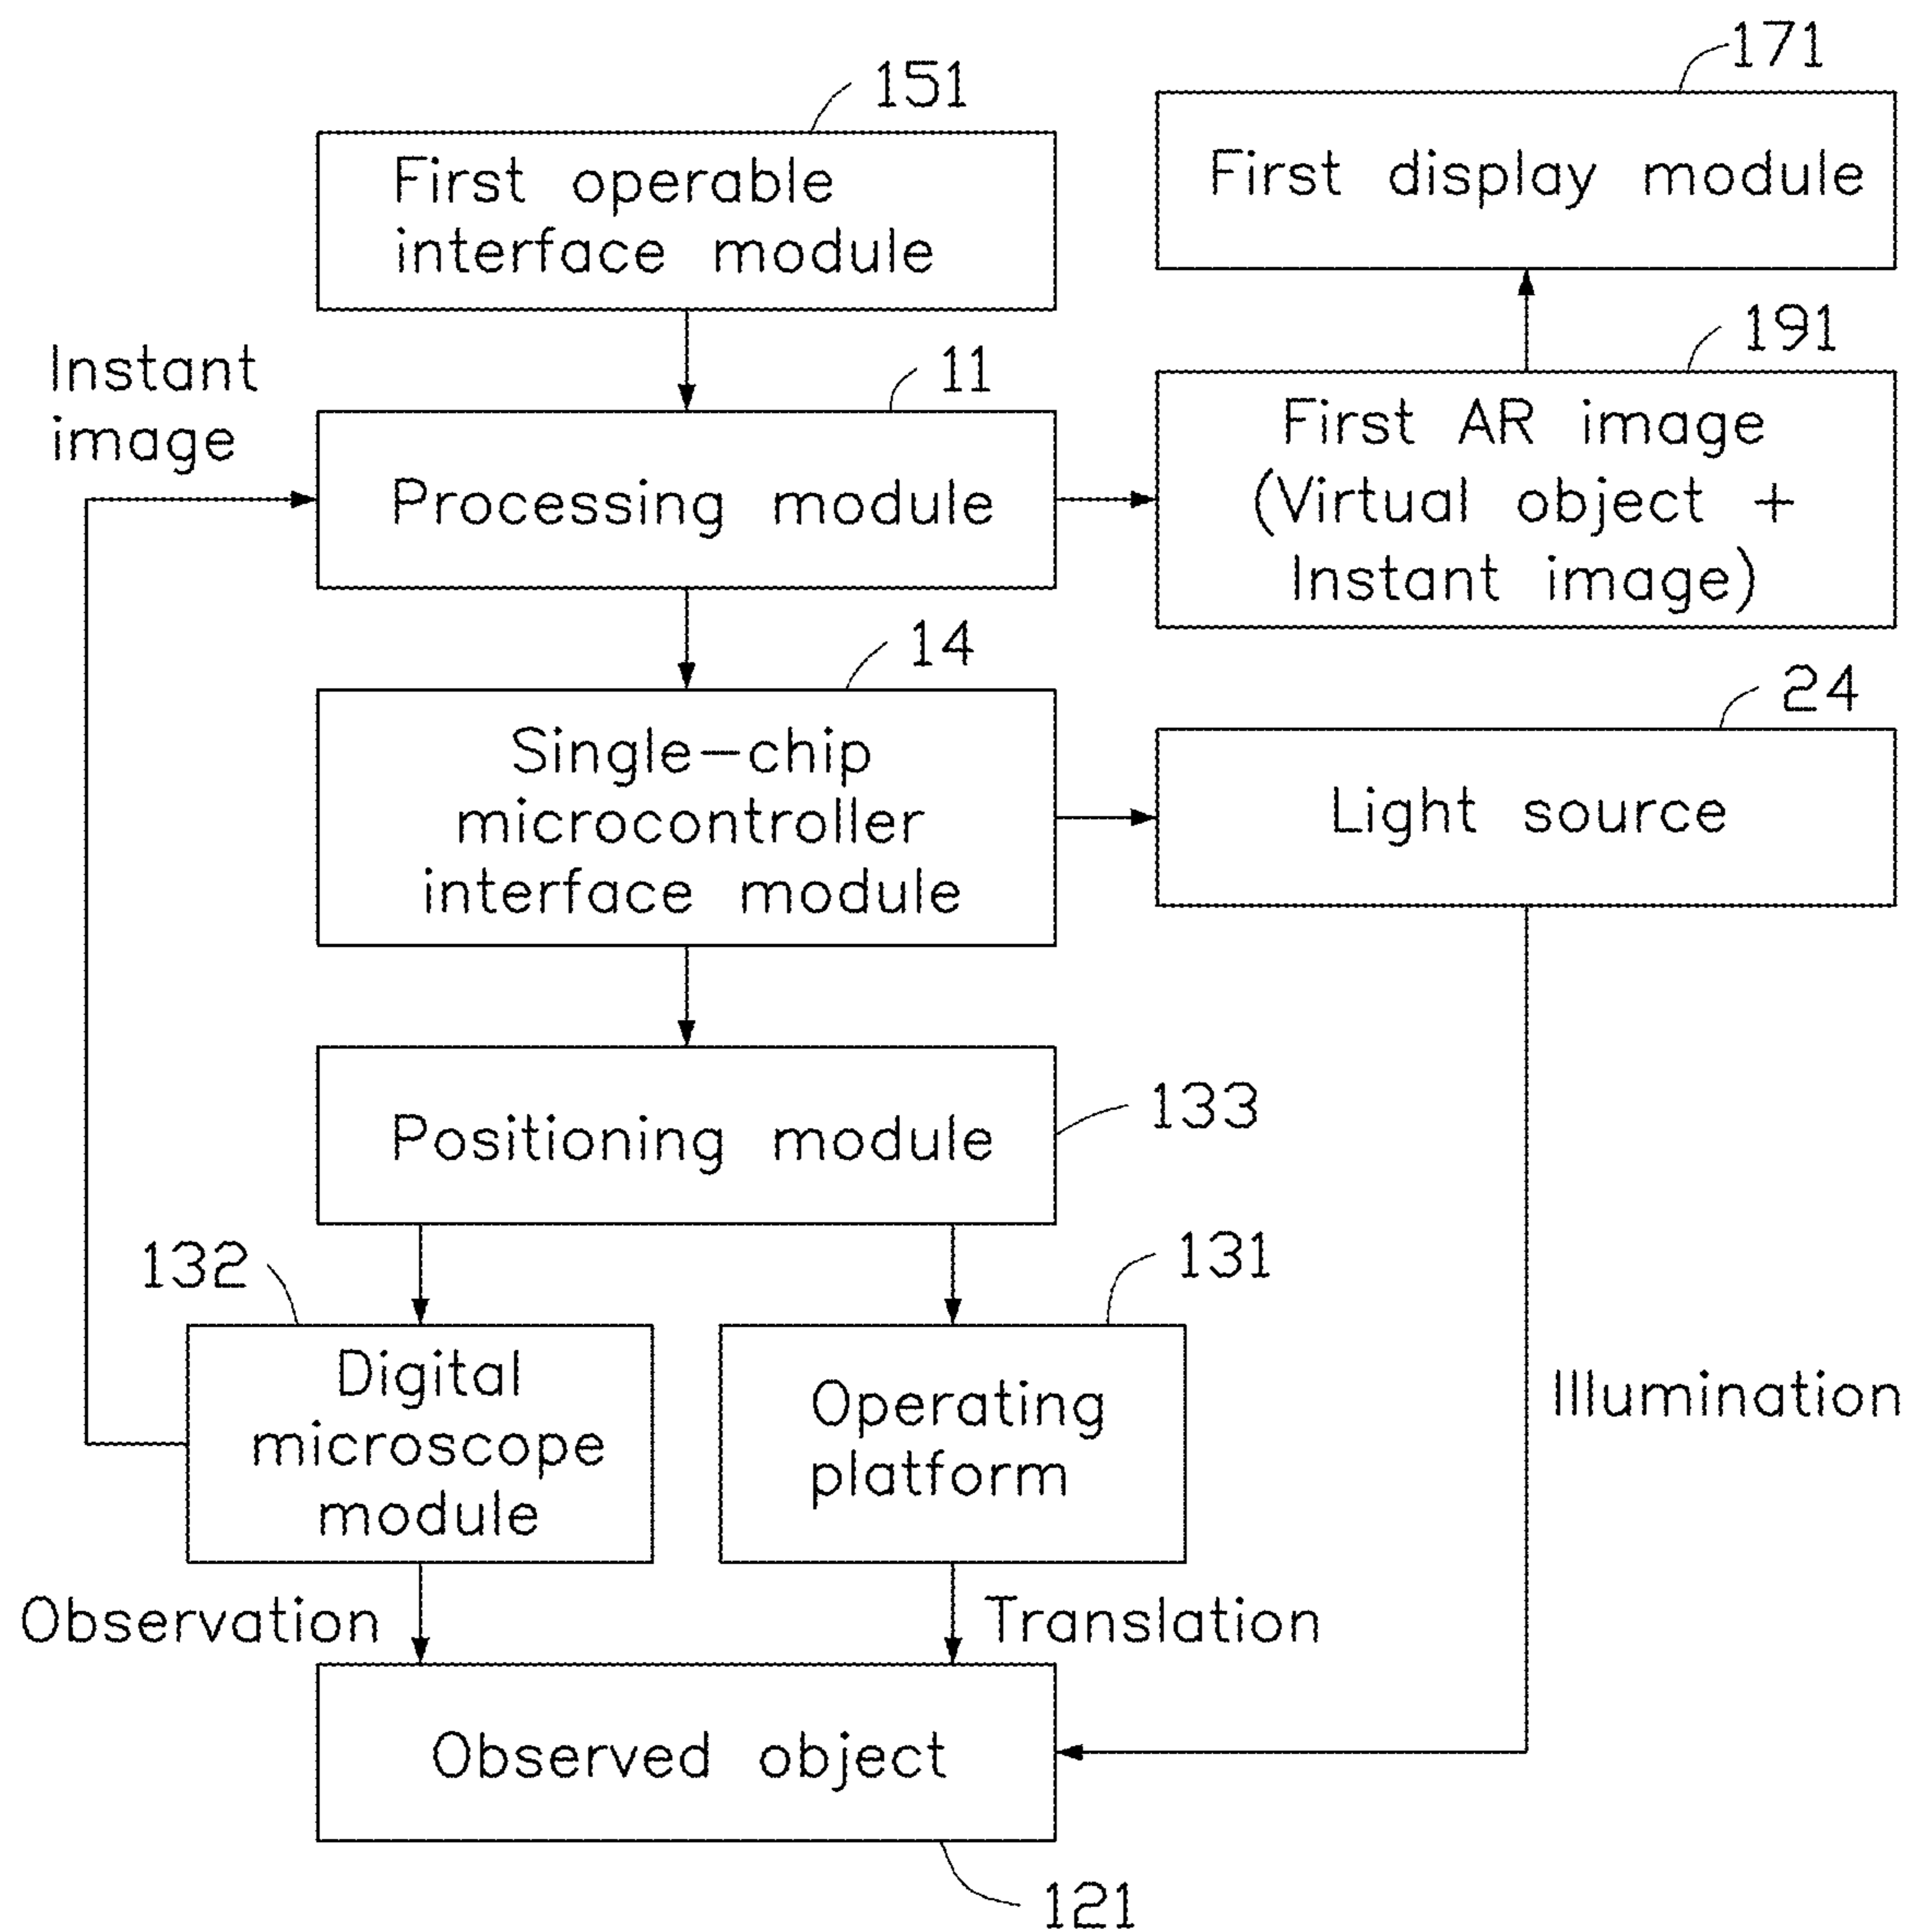 151
First operable
interface module
171
First display module
Instant
image
11
Processing module
191
First AR image
(Virtual object +
Instant image)
14
Single-chip
microcontroller
interface module
24
Light source
Positioning module
133
132
Digital
microscope
module
131
Operating
platform
Illumination
Observation
Translation
Observed object
121